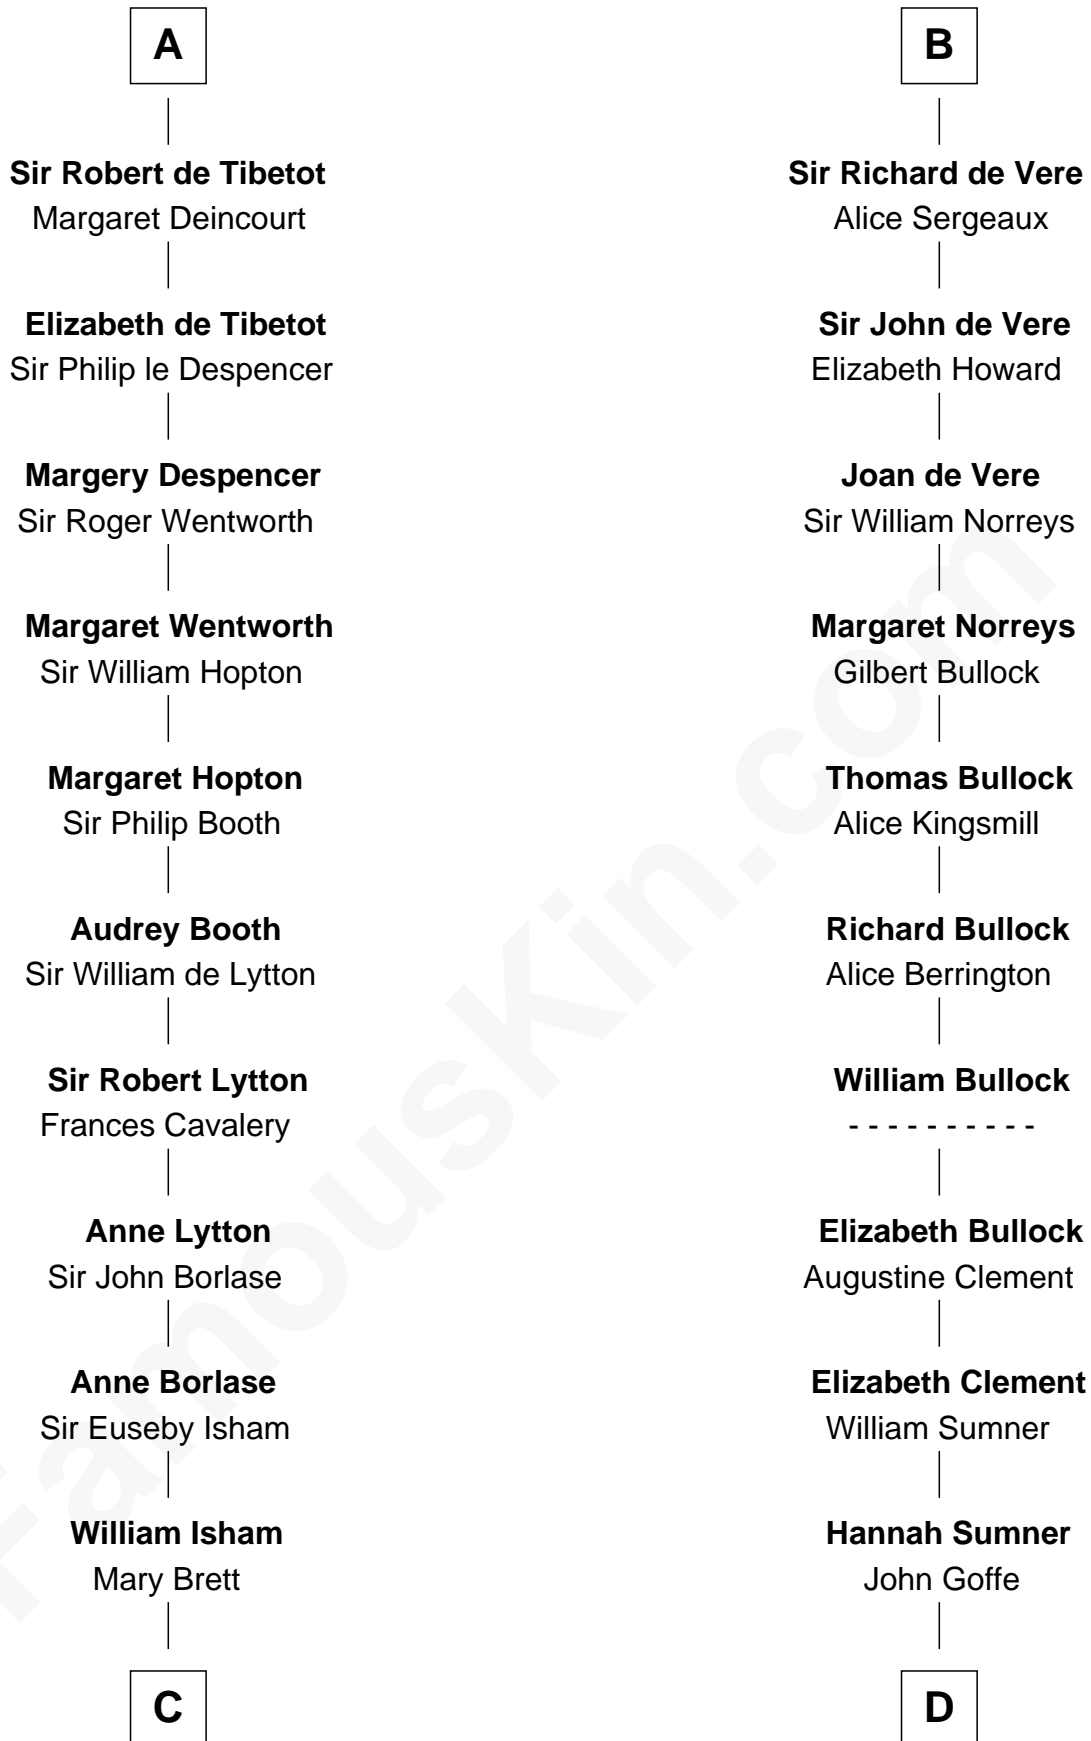 A
Sir Robert de Tibetot
Margaret Deincourt
Elizabeth de Tibetot
Sir Philip le Despencer
Margery Despencer
Sir Roger Wentworth
Margaret Wentworth
Sir William Hopton
Margaret Hopton
Sir Philip Booth
Audrey Booth
Sir William de Lytton
Sir Robert Lytton
Frances Cavalery
Anne Lytton
Sir John Borlase
Anne Borlase
Sir Euseby Isham
William Isham
Mary Brett
C
B
Sir Richard de Vere
Alice Sergeaux
Sir John de Vere
Elizabeth Howard
Joan de Vere
Sir William Norreys
Margaret Norreys
Gilbert Bullock
Thomas Bullock
Alice Kingsmill
Richard Bullock
Alice Berrington
William Bullock
- - - - - - - - - -
Elizabeth Bullock
Augustine Clement
Elizabeth Clement
William Sumner
Hannah Sumner
John Goffe
D
FamousKin.com